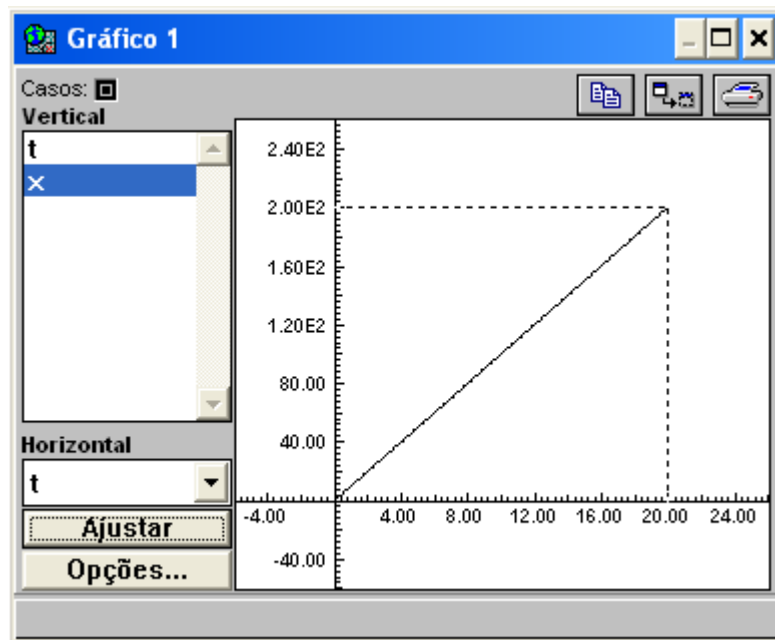 Gráfico 1
Casos:
Vertical
t
x
Horizontal
t
Ajustar
Opções...
2.40E2
2.00E2
1.60E2
1.20E2
80.00
40.00
-4.00 4.00 8.00 12.00 16.00 20.00 24.00
-40.00